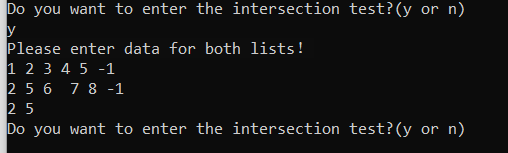 Do you want to enter the intersection test?(y or n)
y
Please enter data for both lists！
1 2 3 4 5 -1
2 5 6  7 8 -1
2 5
Do you want to enter the intersection test?(y or n)